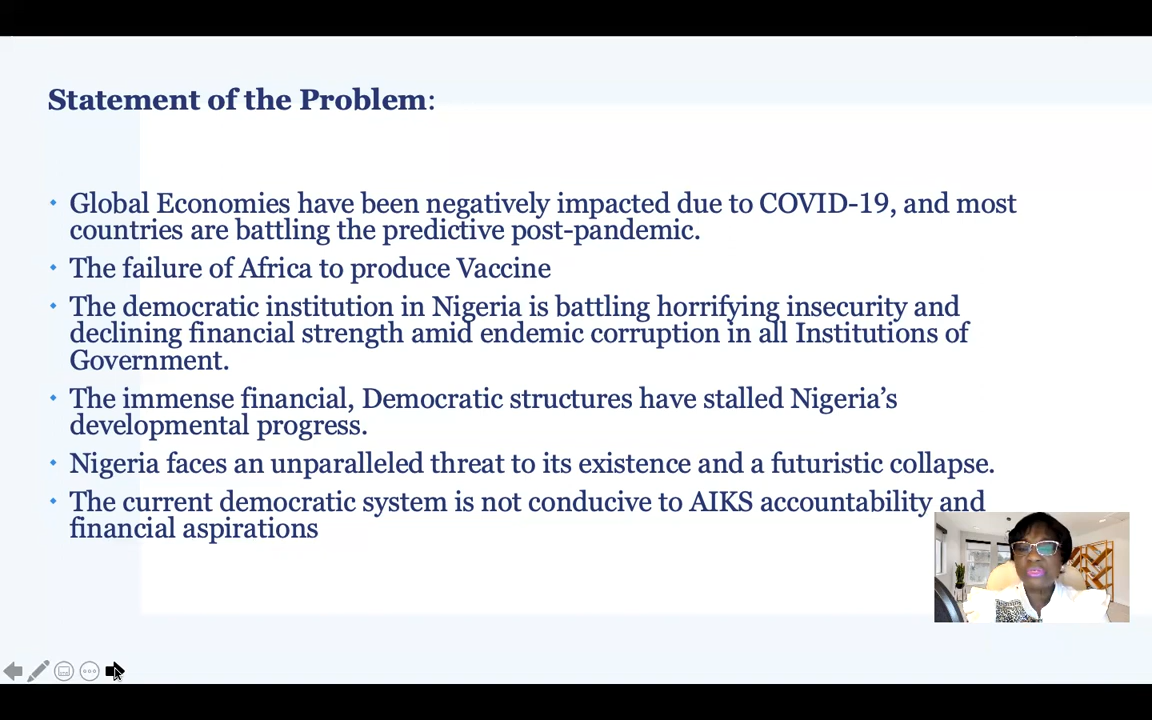 Statement of the Problem:
Global Economies have been negatively impacted due to COVID-19, and most
countries are battling the predictive post-pandemic.
The failure of Africa to produce Vaccine
The democratic institution in Nigeria is battling horrifying insecurity and
declining financial strength amid endemic corruption in all Institutions of
Government.
The immense financial, Democratic structures have stalled Nigeria’s
developmental progress.
Nigeria faces an unparalleled threat to its existence and a futuristic collapse.
The current democratic system is not conducive to AIKS accountability and
financial aspirations